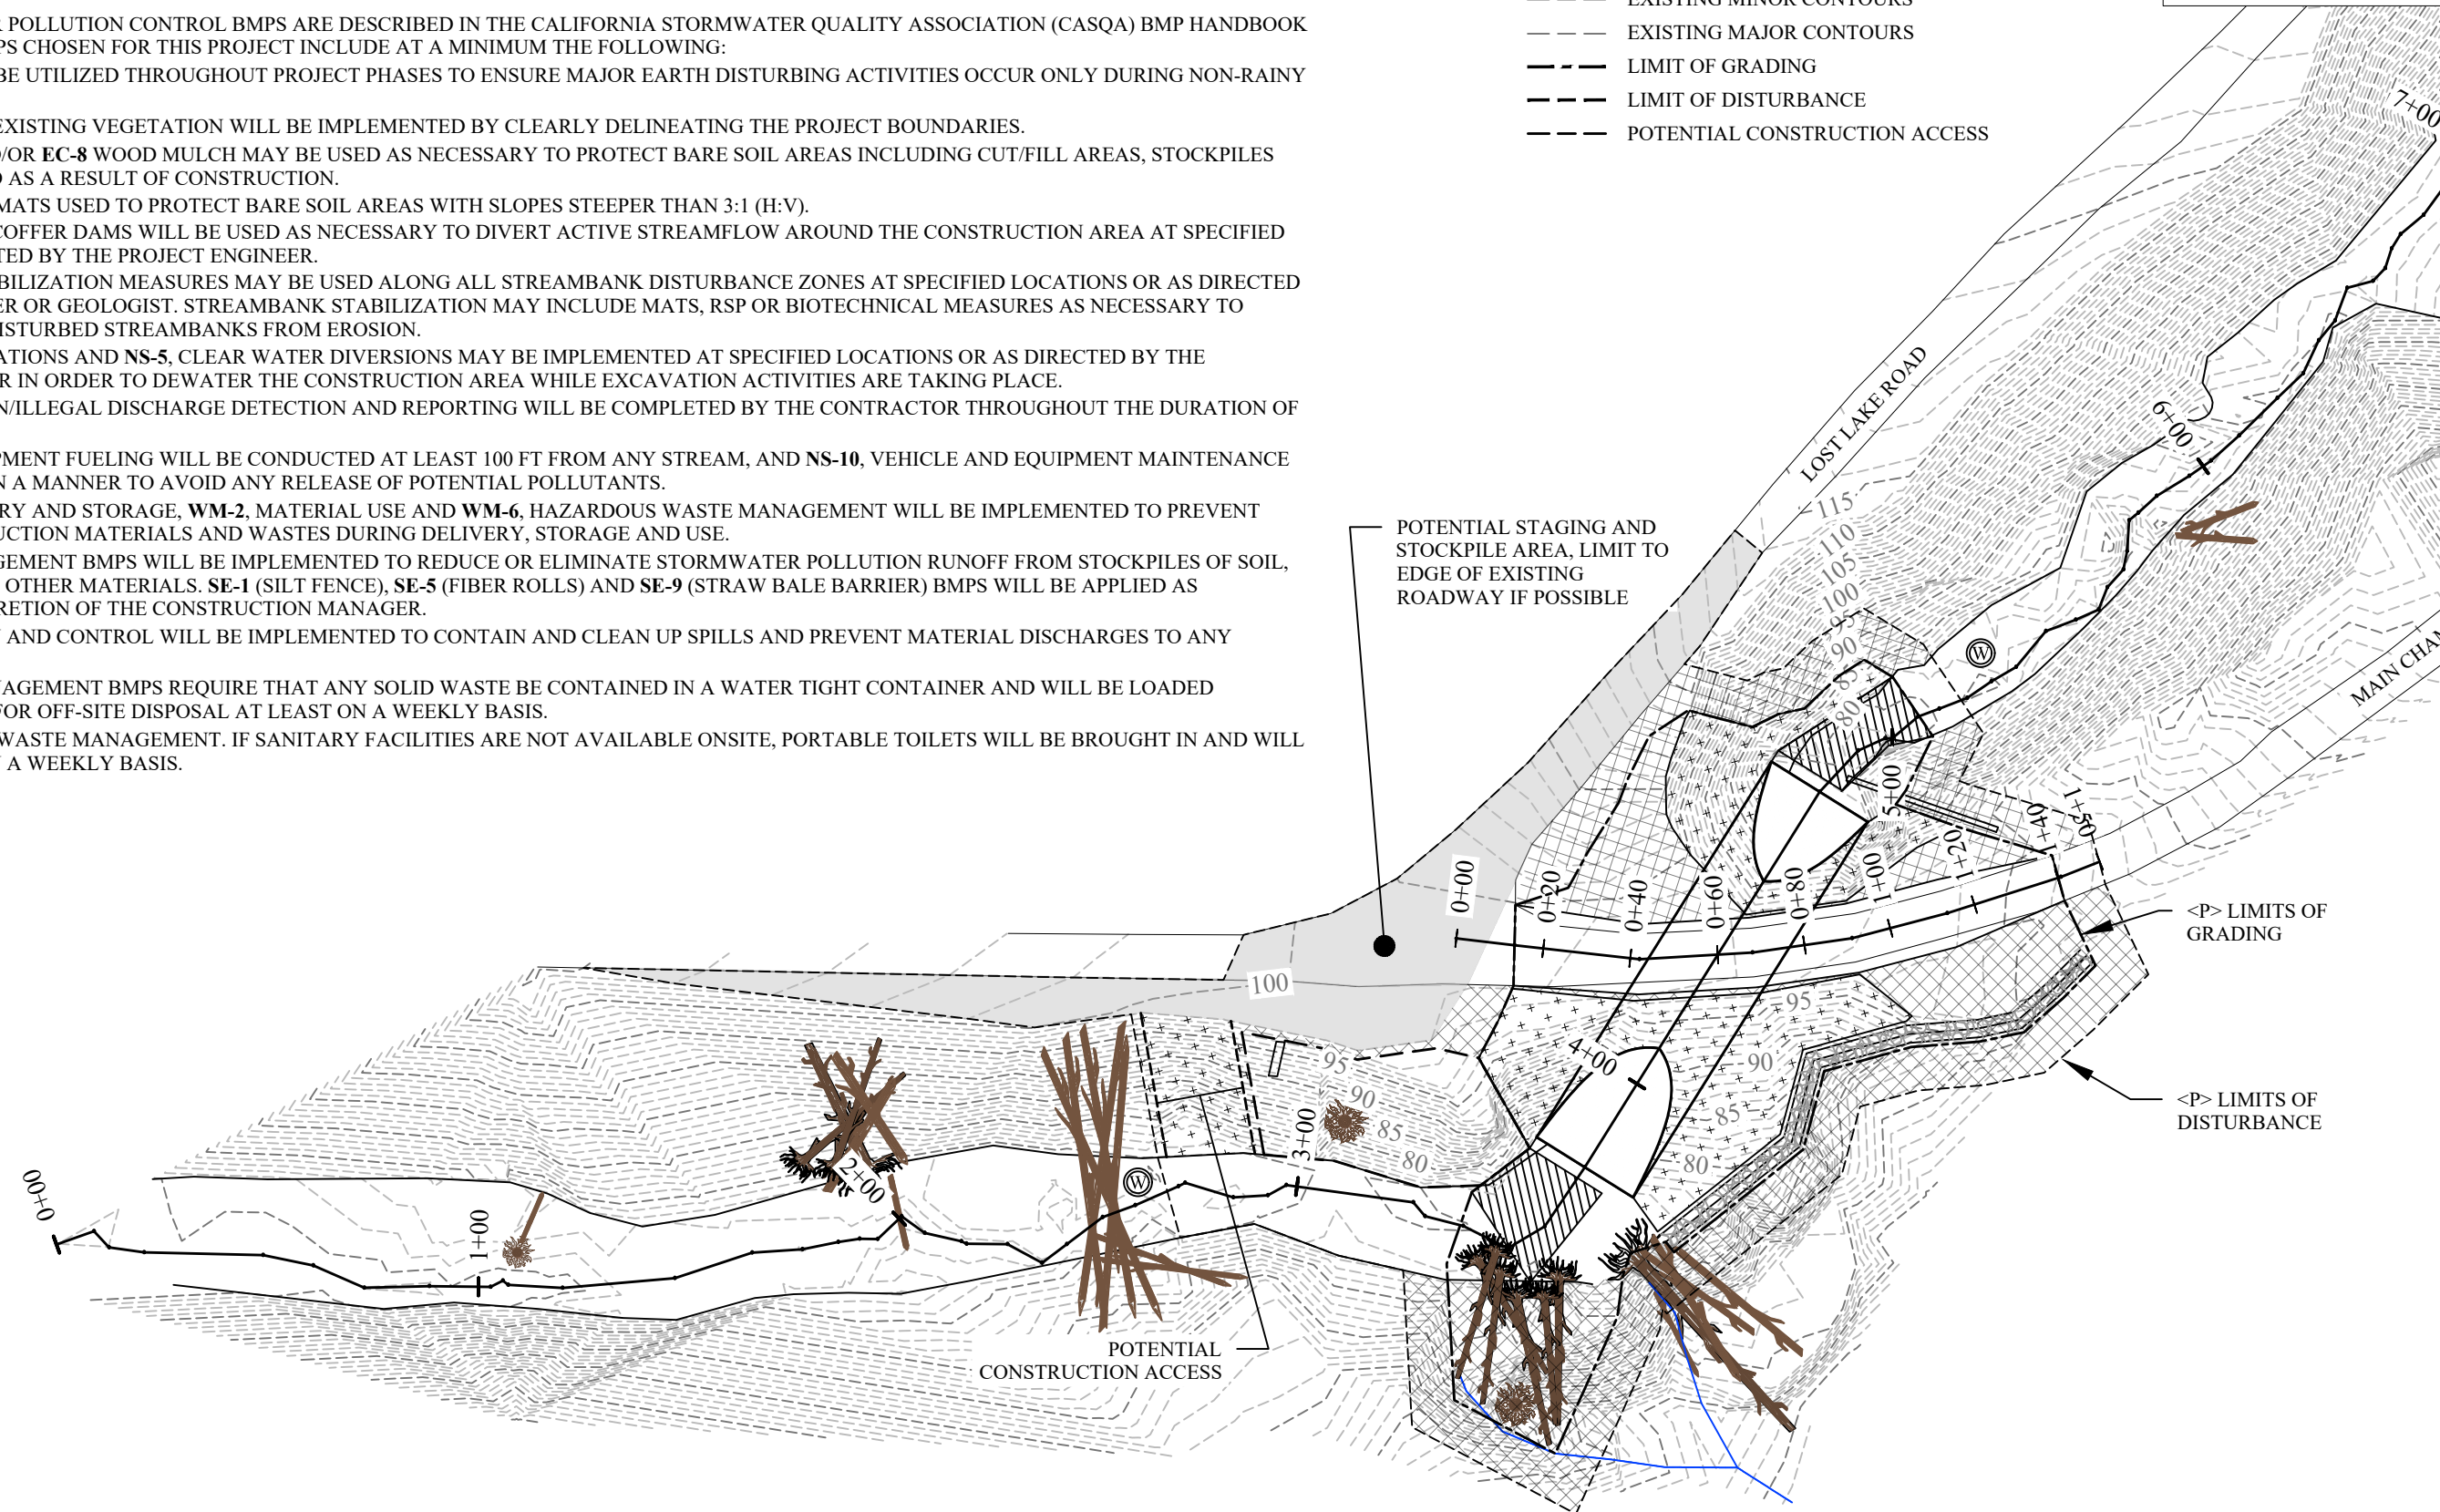 POLLUTION CONTROL BMPS ARE DESCRIBED IN THE CALIFORNIA STORMWATER QUALITY ASSOCIATION (CASQA) BMP HANDBOOK
PS CHOSEN FOR THIS PROJECT INCLUDE AT A MINIMUM THE FOLLOWING:
BE UTILIZED THROUGHOUT PROJECT PHASES TO ENSURE MAJOR EARTH DISTURBING ACTIVITIES OCCUR ONLY DURING NON-RAINY
EXISTING VEGETATION WILL BE IMPLEMENTED BY CLEARLY DELINEATING THE PROJECT BOUNDARIES.
/OR EC-8 WOOD MULCH MAY BE USED AS NECESSARY TO PROTECT BARE SOIL AREAS INCLUDING CUT/FILL AREAS, STOCKPILES
AS A RESULT OF CONSTRUCTION.
MATS USED TO PROTECT BARE SOIL AREAS WITH SLOPES STEEPER THAN 3:1 (H:V).
COFFER DAMS WILL BE USED AS NECESSARY TO DIVERT ACTIVE STREAMFLOW AROUND THE CONSTRUCTION AREA AT SPECIFIED
TED BY THE PROJECT ENGINEER.
BILIZATION MEASURES MAY BE USED ALONG ALL STREAMBANK DISTURBANCE ZONES AT SPECIFIED LOCATIONS OR AS DIRECTED
ER OR GEOLOGIST. STREAMBANK STABILIZATION MAY INCLUDE MATS, RSP OR BIOTECHNICAL MEASURES AS NECESSARY TO
DISTURBED STREAMBANKS FROM EROSION.
ATIONS AND NS-5, CLEAR WATER DIVERSIONS MAY BE IMPLEMENTED AT SPECIFIED LOCATIONS OR AS DIRECTED BY THE
R IN ORDER TO DEWATER THE CONSTRUCTION AREA WHILE EXCAVATION ACTIVITIES ARE TAKING PLACE.
N/ILLEGAL DISCHARGE DETECTION AND REPORTING WILL BE COMPLETED BY THE CONTRACTOR THROUGHOUT THE DURATION OF
PMENT FUELING WILL BE CONDUCTED AT LEAST 100 FT FROM ANY STREAM, AND NS-10, VEHICLE AND EQUIPMENT MAINTENANCE
N A MANNER TO AVOID ANY RELEASE OF POTENTIAL POLLUTANTS.
RY AND STORAGE, WM-2, MATERIAL USE AND WM-6, HAZARDOUS WASTE MANAGEMENT WILL BE IMPLEMENTED TO PREVENT
UCTION MATERIALS AND WASTES DURING DELIVERY, STORAGE AND USE.
GEMENT BMPS WILL BE IMPLEMENTED TO REDUCE OR ELIMINATE STORMWATER POLLUTION RUNOFF FROM STOCKPILES OF SOIL,
OTHER MATERIALS. SE-1 (SILT FENCE), SE-5 (FIBER ROLLS) AND SE-9 (STRAW BALE BARRIER) BMPS WILL BE APPLIED AS
RETION OF THE CONSTRUCTION MANAGER.
AND CONTROL WILL BE IMPLEMENTED TO CONTAIN AND CLEAN UP SPILLS AND PREVENT MATERIAL DISCHARGES TO ANY
AGEMENT BMPS REQUIRE THAT ANY SOLID WASTE BE CONTAINED IN A WATER TIGHT CONTAINER AND WILL BE LOADED
FOR OFF-SITE DISPOSAL AT LEAST ON A WEEKLY BASIS.
WASTE MANAGEMENT. IF SANITARY FACILITIES ARE NOT AVAILABLE ONSITE, PORTABLE TOILETS WILL BE BROUGHT IN AND WILL
A WEEKLY BASIS.
EXISTING MINOR CONTOURS
EXISTING MAJOR CONTOURS
LIMIT OF GRADING
LIMIT OF DISTURBANCE
POTENTIAL CONSTRUCTION ACCESS
7+00
LOST LAKE ROAD
6+00
115
110
105
100
95
90
85
80
POTENTIAL STAGING AND
STOCKPILE AREA, LIMIT TO
EDGE OF EXISTING
ROADWAY IF POSSIBLE
W
MAIN CHAN
5+00
0+00
0+20
0+40
0+60
0+80
1+00
1+20
1+40
1+50
<P> LIMITS OF
GRADING
<P> LIMITS OF
DISTURBANCE
100
95
90
85
80
95
90
85
80
4+00
3+00
2+00
1+00
0+00
W
POTENTIAL
CONSTRUCTION ACCESS